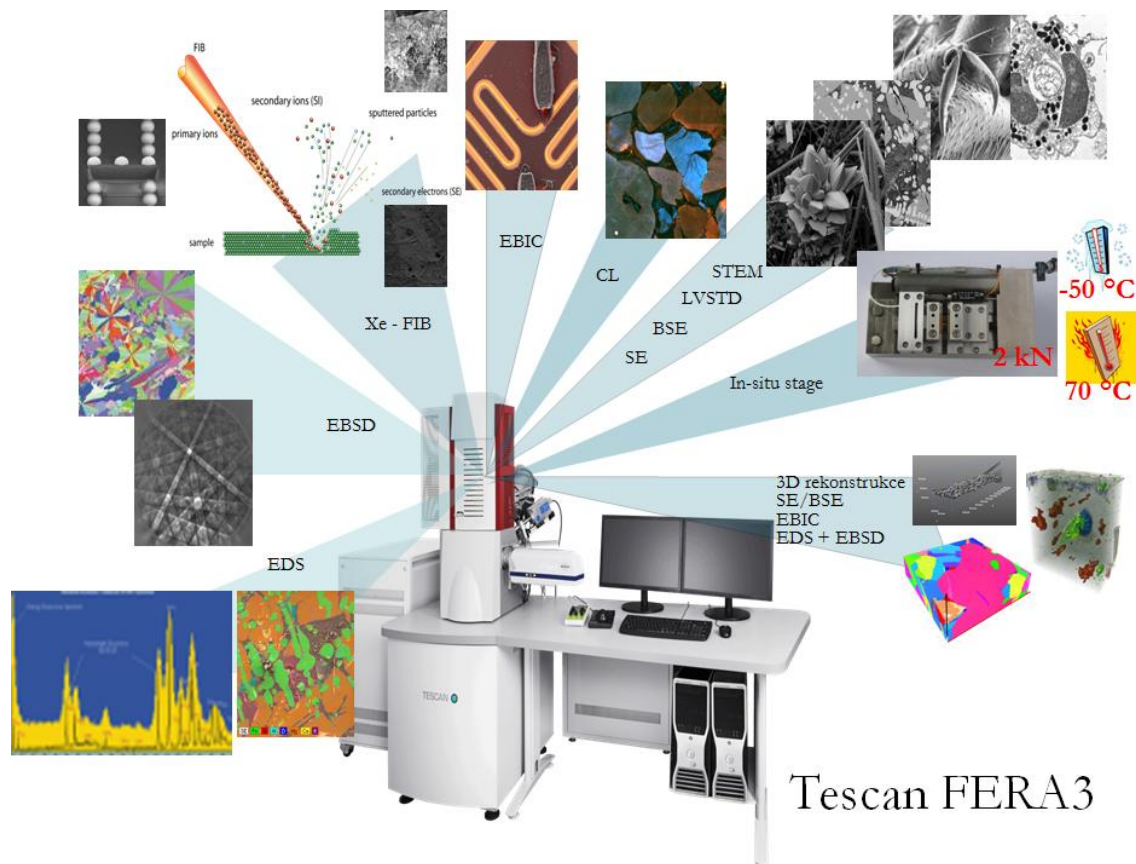 FIB
secondary ions (SI)
sputtered particles
primary ions
secondary electrons (SE)
sample
EBIC
CL
STEM
LVSTD
BSE
SE
-50 °C
2 kN
70 °C
Xe - FIB
In-situ stage
EBSD
3D rekonstrukce
SE/BSE
EBIC
EDS + EBSD
EDS
TESCAN
Tescan FERA3